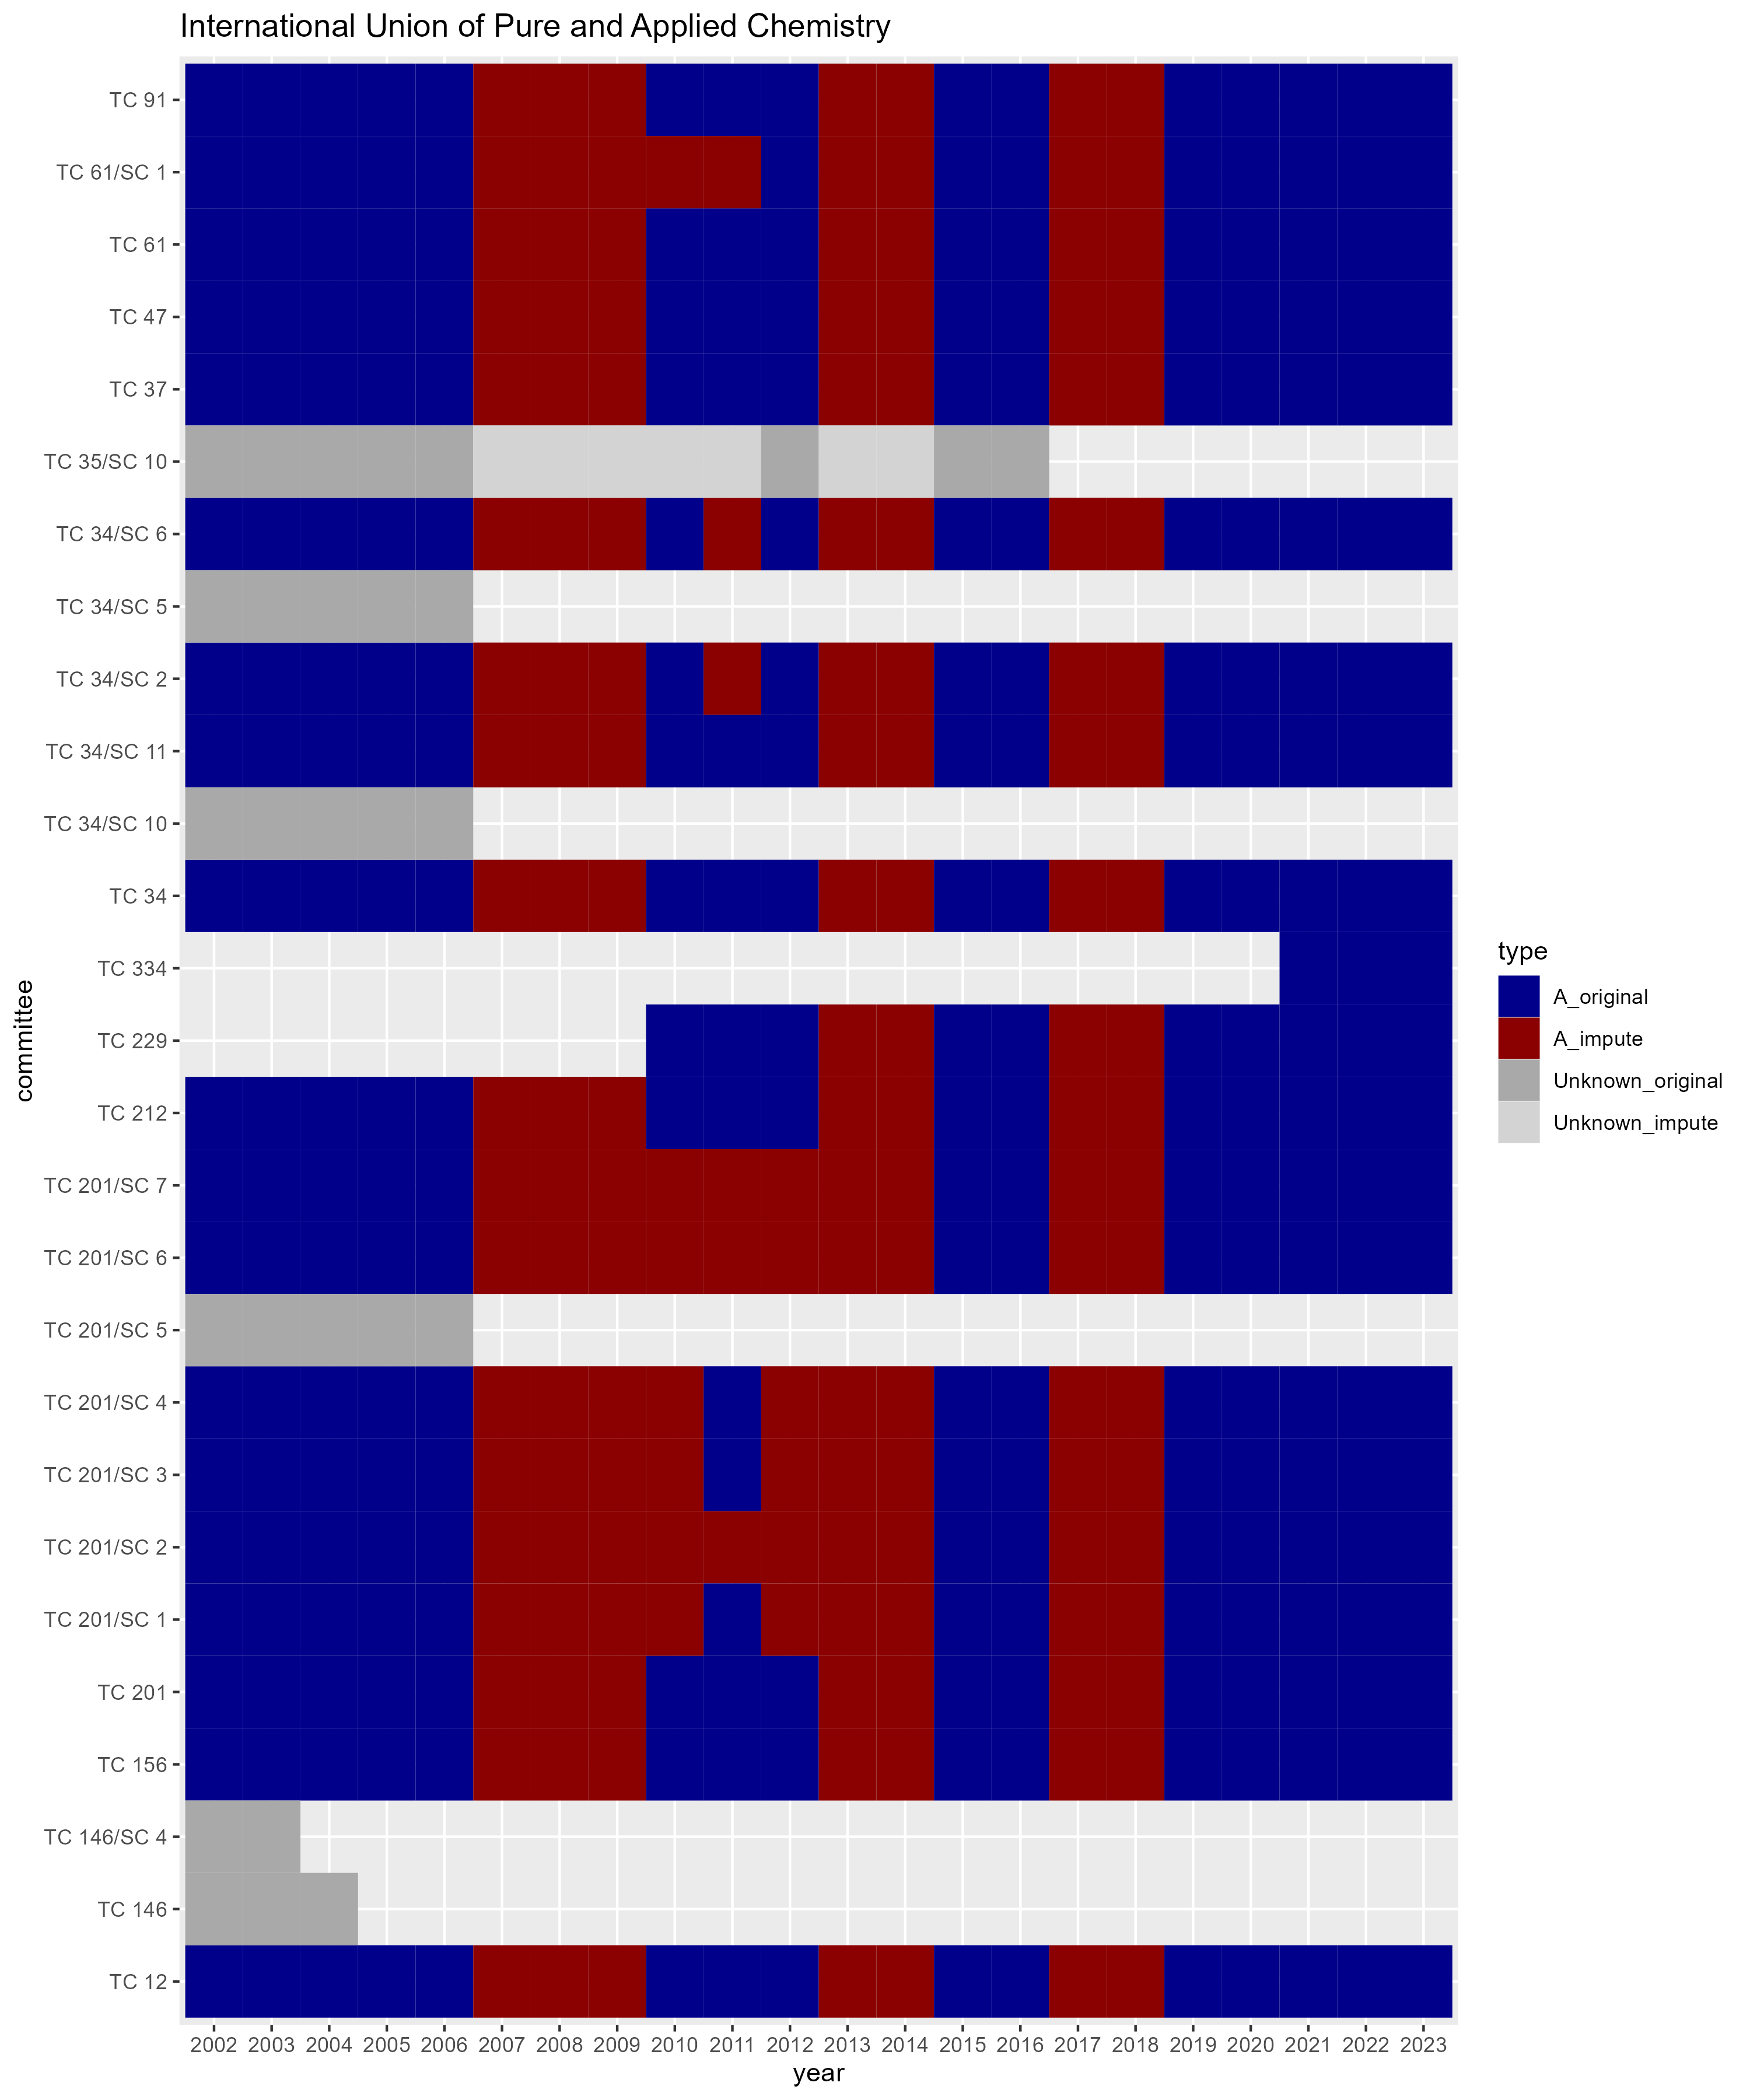 International Union of Pure and Applied Chemistry
TC 91
TC 61/SC 1
TC 61
TC 47
TC 37
TC 35/SC 10
TC 34/SC 6
TC 34/SC 5
TC 34/SC 2
TC 34/SC 11
TC 34/SC 10
TC 34
TC 334
TC 229
TC 212
TC 201/SC 7
TC 201/SC 6
TC 201/SC 5
TC 201/SC 4
TC 201/SC 3
TC 201/SC 2
TC 201/SC 1
TC 201
TC 156
TC 146/SC 4
TC 146
TC 12
committee
2002 2003 2004 2005 2006 2007 2008 2009 2010 2011 2012 2013 2014 2015 2016 2017 2018 2019 2020 2021 2022 2023
year
type
A_original
A_impute
Unknown_original
Unknown_impute